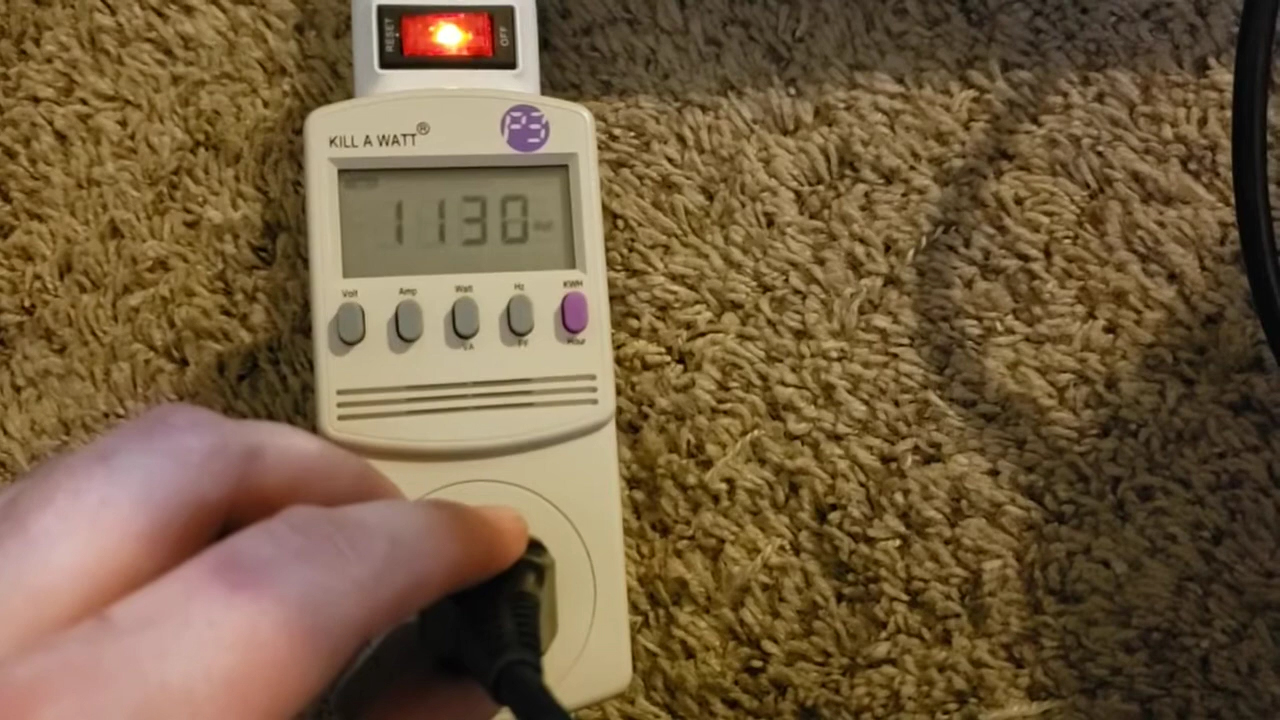 RESET
OFF
KILL A WATT®
P3
1130
Volt Amp Watt Hz KWH
VA PF Hour